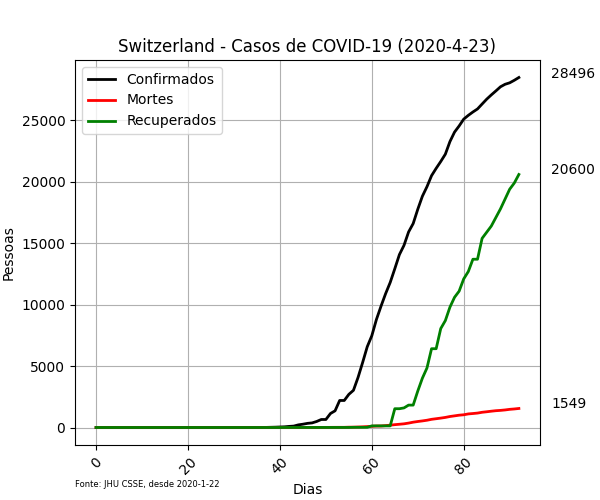 Switzerland - Casos de COVID-19 (2020-4-23)
Confirmados
Mortes
Recuperados
28496
20600
1549
Pessoas
25000
20000
15000
10000
5000
0
0
20
40
60
80
Dias
Fonte: JHU CSSE, desde 2020-1-22